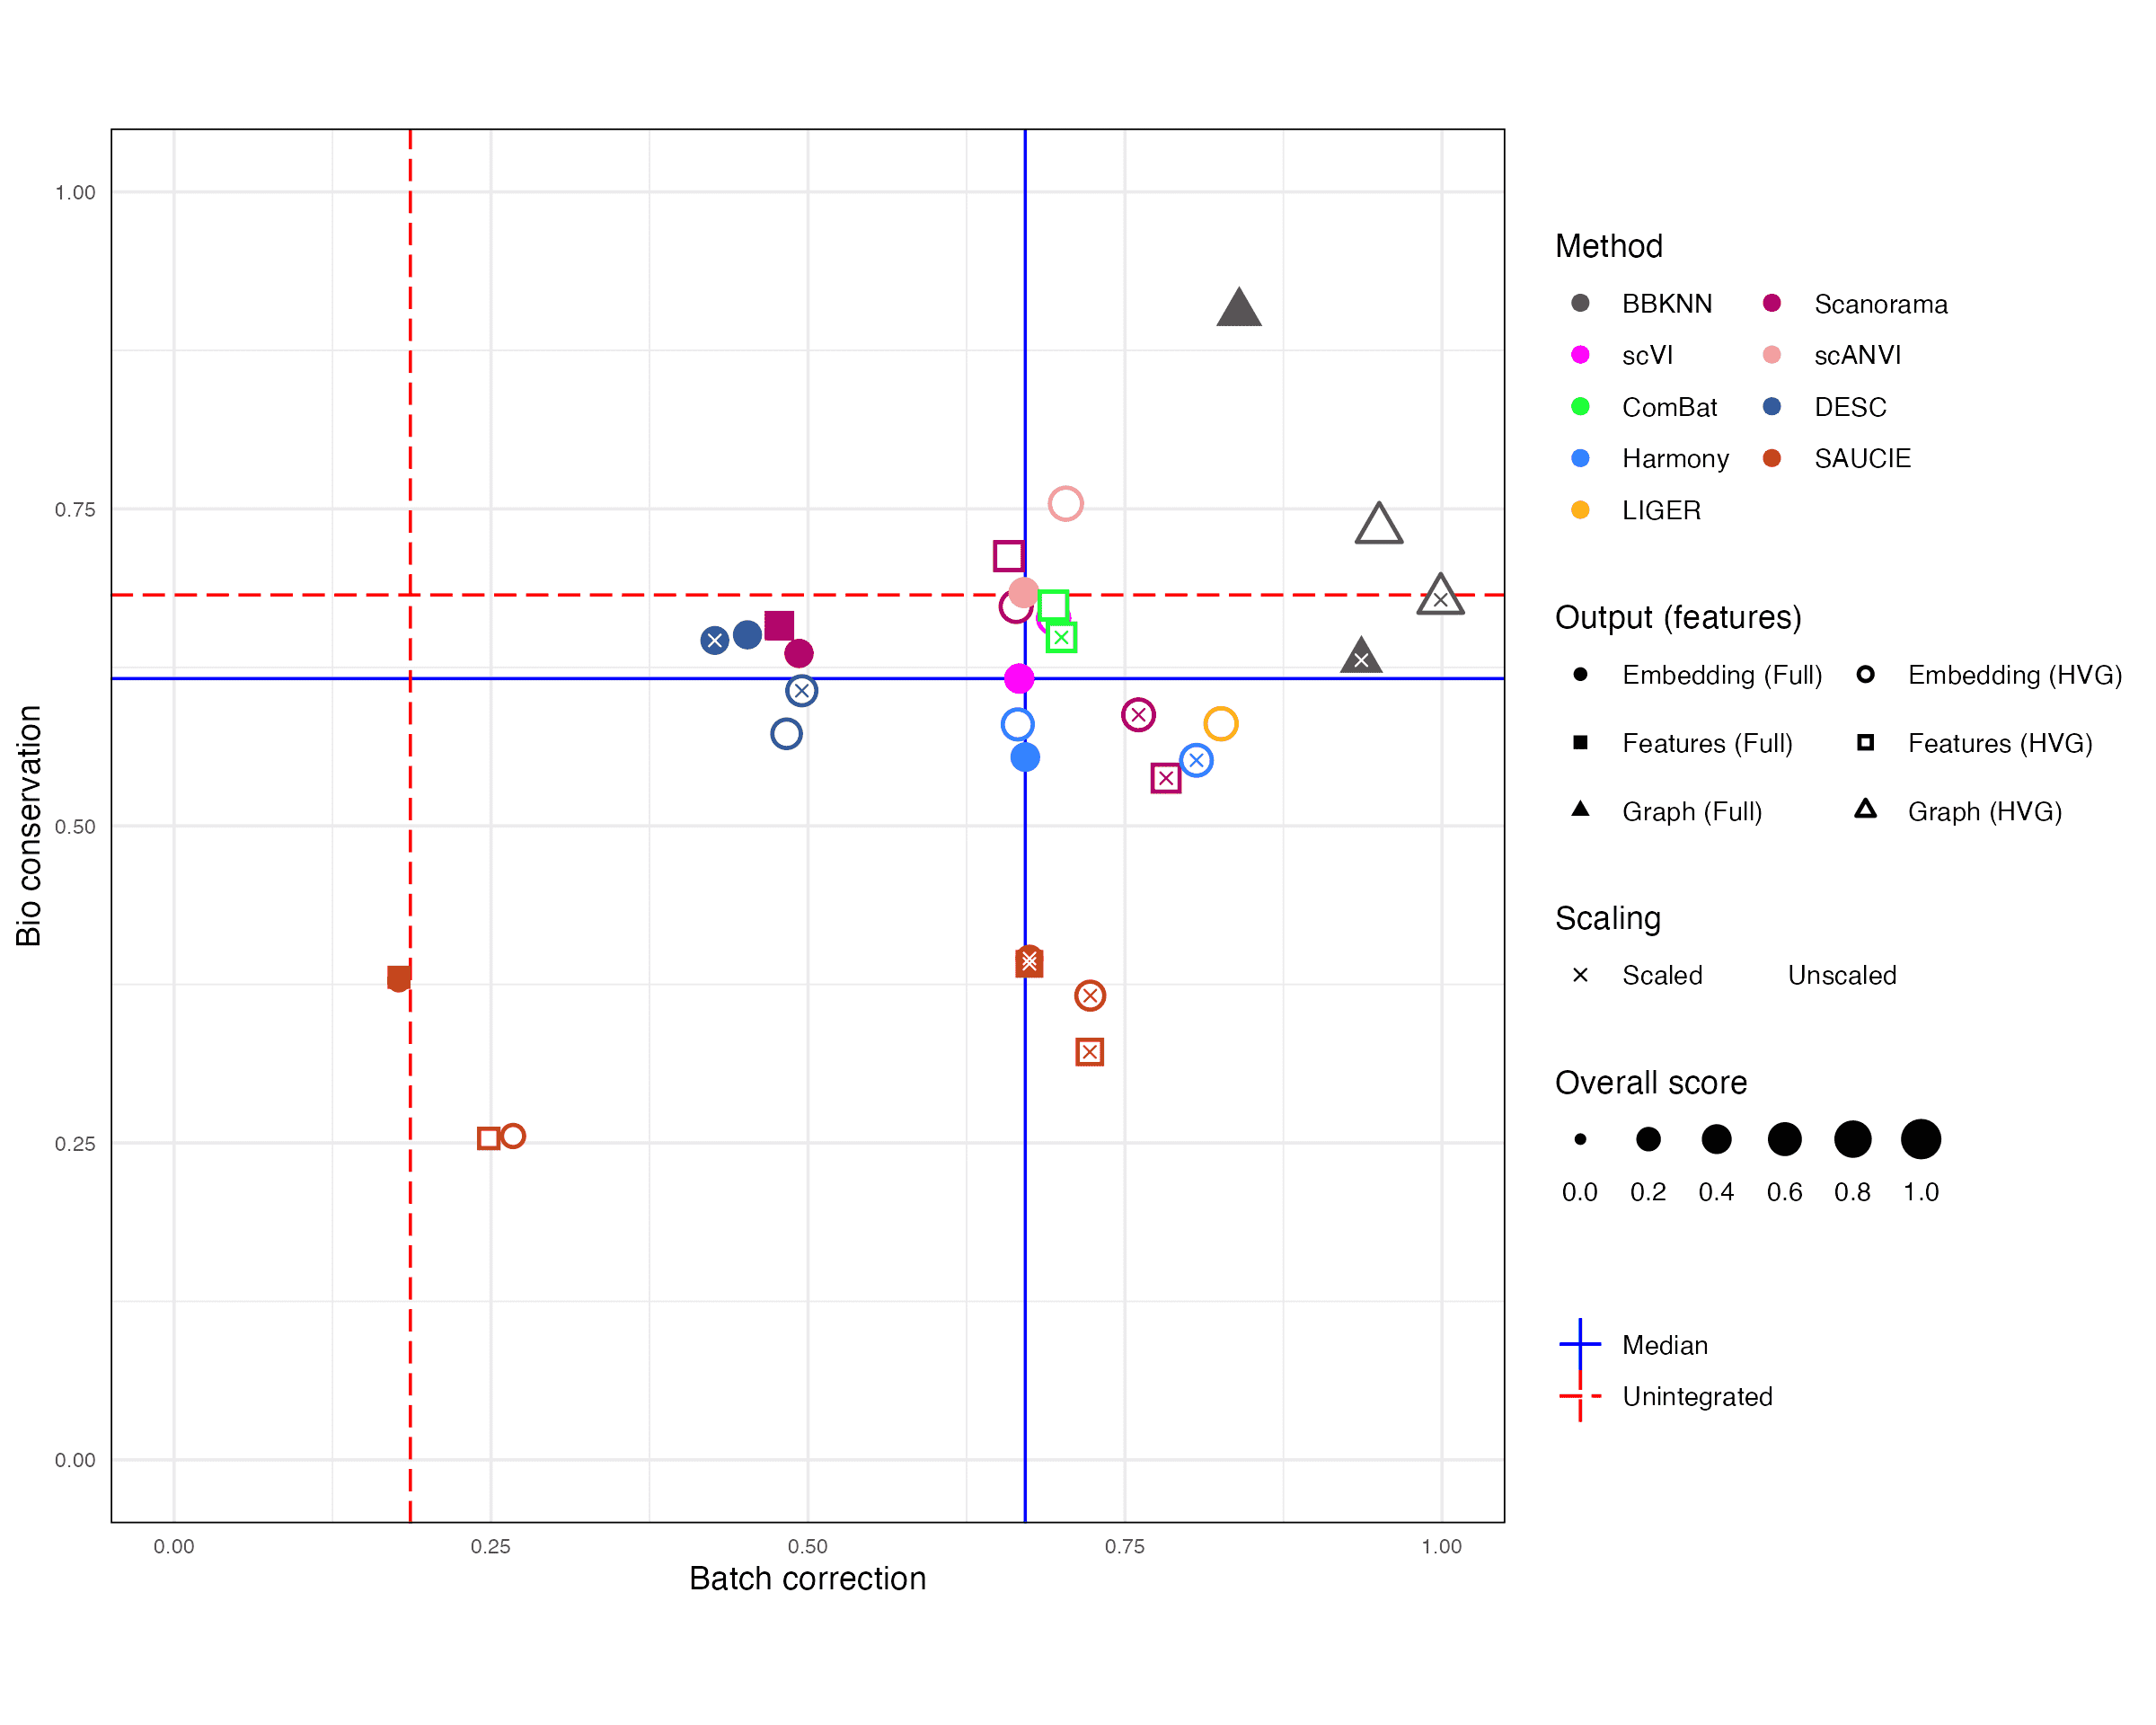 1.00
0.75
0.50
0.25
0.00
Bio conservation
0.00 0.25 0.50 0.75 1.00
Batch correction
Method
BBKNN Scanorama
scVI scANVI
ComBat DESC
Harmony SAUCIE
LIGER
Output (features)
Embedding (Full) Embedding (HVG)
Features (Full) Features (HVG)
Graph (Full) Graph (HVG)
Scaling
Scaled Unscaled
Overall score
0.0 0.2 0.4 0.6 0.8 1.0
Median
Unintegrated